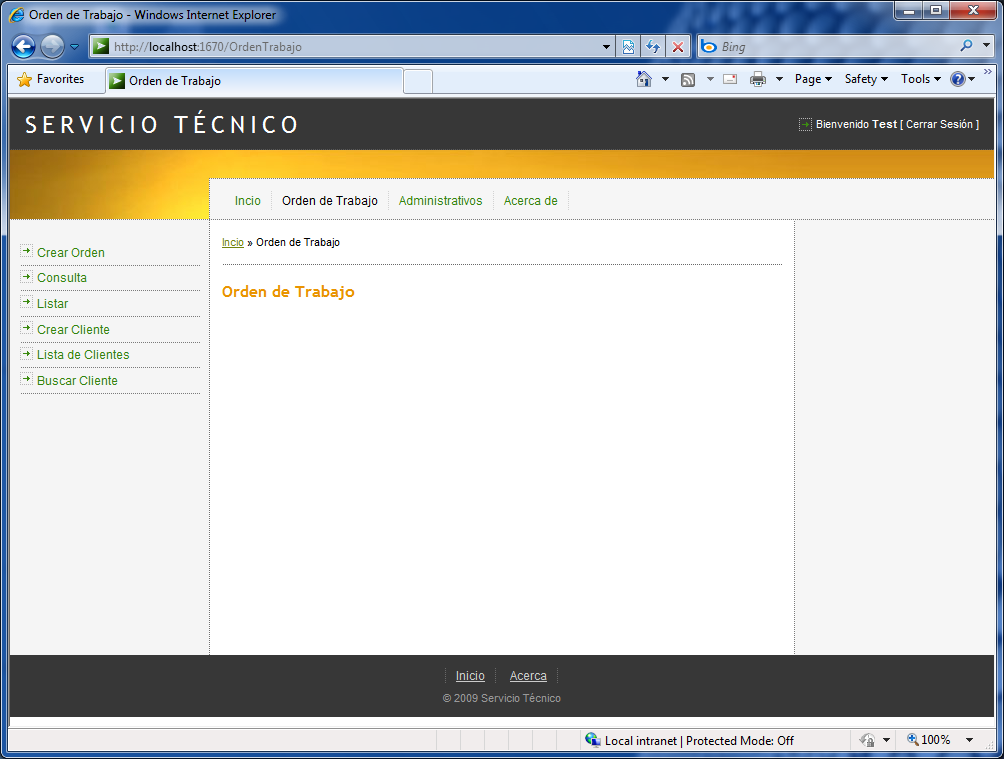 Orden de Trabajo - Windows Internet Explorer
http://localhost:1670/OrdenTrabajo
Bing
Favorites
Orden de Trabajo
Page Safety Tools
SERVICIO TÉCNICO
Bienvenido Test [ Cerrar Sesión ]
Incio Orden de Trabajo Administrativos Acerca de
Incio » Orden de Trabajo
Orden de Trabajo
Crear Orden
Consulta
Listar
Crear Cliente
Lista de Clientes
Buscar Cliente
Inicio Acerca
© 2009 Servicio Técnico
Local intranet | Protected Mode: Off
100%